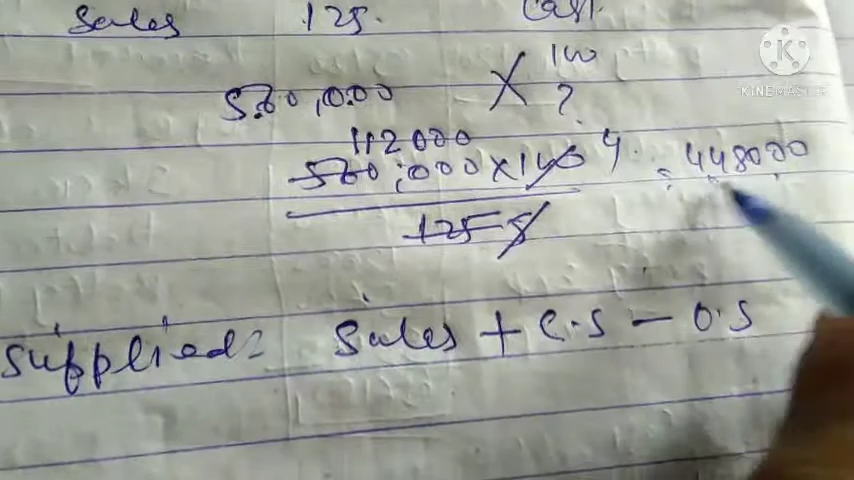 Sales 125. Cost.
560,000 X 100
?
KINEMASTER
112000
560,000 X 100 4 = 448000
125 5
Supplied = Sales + C.S - O.S